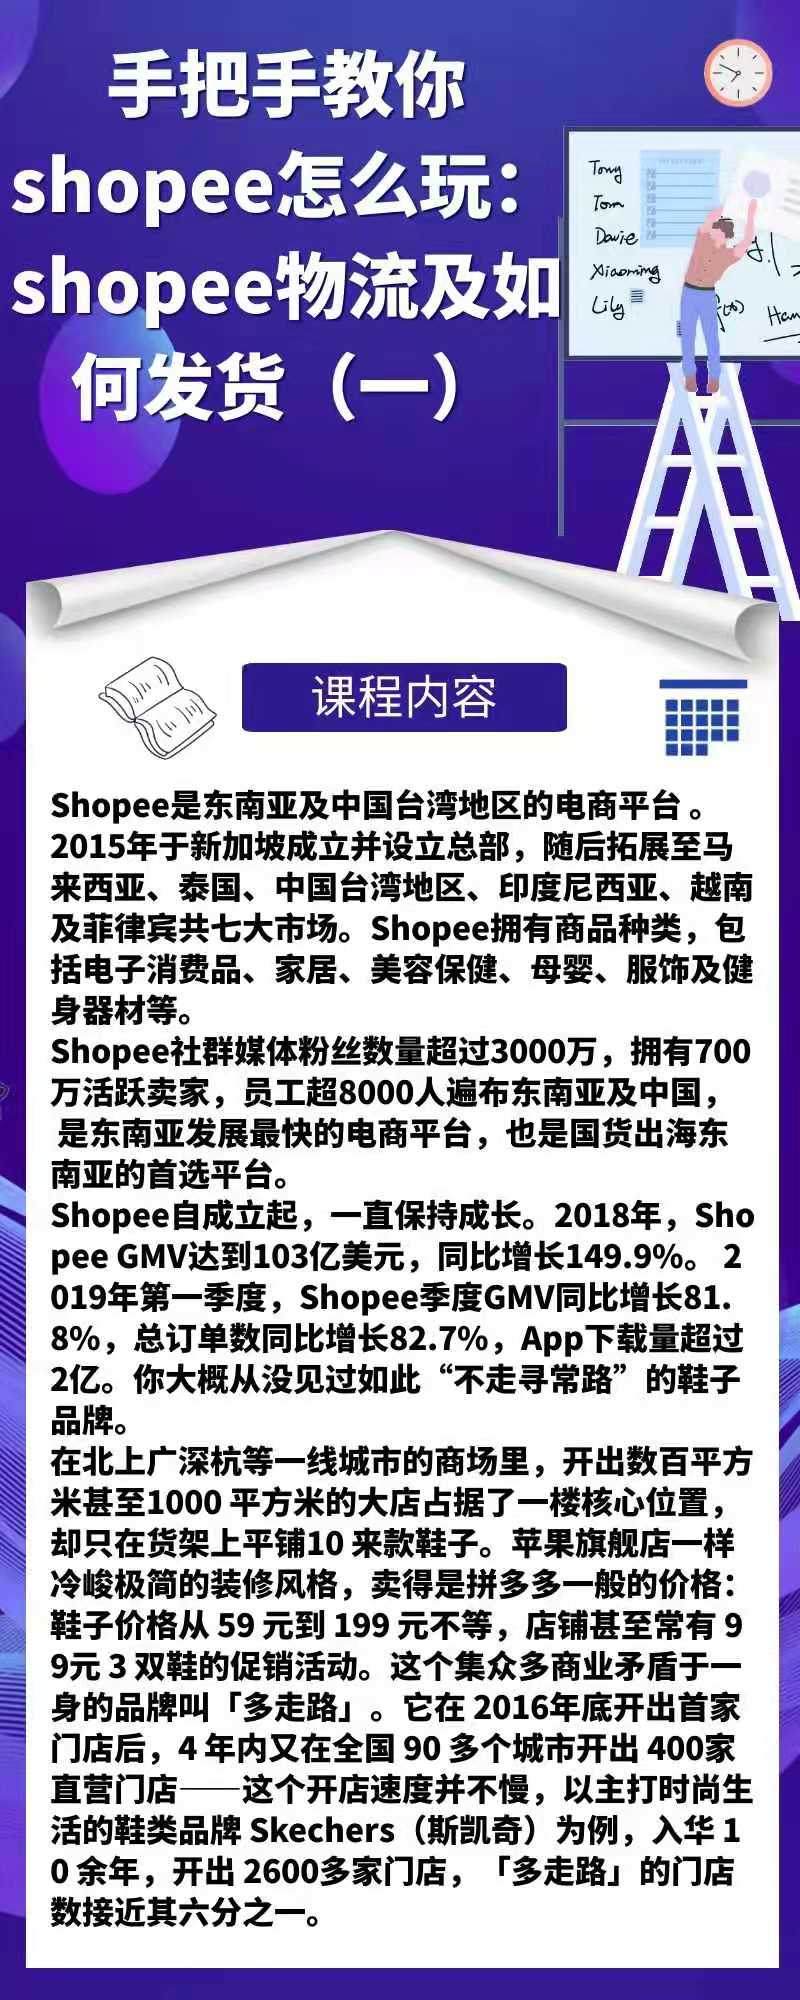 手把手教你
shopee怎么玩：
shopee物流及如
何发货（一）
Tony
Tom
Davie
Xiaoming
Lily
课程内容
Shopee是东南亚及中国台湾地区的电商平台 。
2015年于新加坡成立并设立总部，随后拓展至马
来西亚、泰国、中国台湾地区、印度尼西亚、越南
及菲律宾共七大市场。Shopee拥有商品种类，包
括电子消费品、家居、美容保健、母婴、服饰及健
身器材等。
Shopee社群媒体粉丝数量超过3000万，拥有700
万活跃卖家，员工超8000人遍布东南亚及中国，
是东南亚发展最快的电商平台，也是国货出海东
南亚的首选平台。
Shopee自成立起，一直保持成长。2018年，Sho
pee GMV达到103亿美元，同比增长149.9%。 2
019年第一季度，Shopee季度GMV同比增长81.
8%，总订单数同比增长82.7%，App下载量超过
2亿。你大概从没见过如此“不走寻常路”的鞋子
品牌。
在北上广深杭等一线城市的商场里，开出数百平方
米甚至1000 平方米的大店占据了一楼核心位置，
却只在货架上平铺10 来款鞋子。苹果旗舰店一样
冷峻极简的装修风格，卖得是拼多多一般的价格：
鞋子价格从 59 元到 199 元不等，店铺甚至常有 9
9元 3 双鞋的促销活动。这个集众多商业矛盾于一
身的品牌叫「多走路」。它在 2016年底开出首家
门店后，4 年内又在全国 90 多个城市开出 400家
直营门店——这个开店速度并不慢，以主打时尚生
活的鞋类品牌 Skechers（斯凯奇）为例，入华 1
0 余年，开出 2600多家门店，「多走路」的门店
数接近其六分之一。